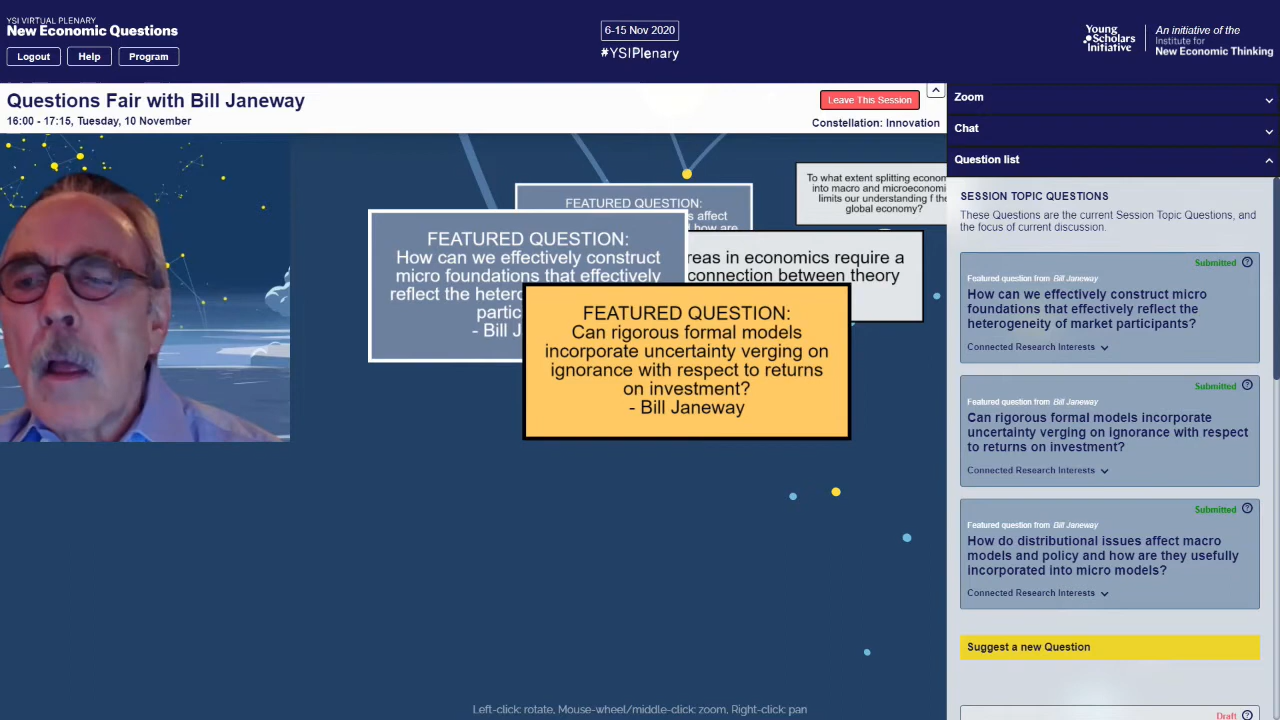 YSI VIRTUAL PLENARY
New Economic Questions
Logout
Help
Program
6-15 Nov 2020
#YSIPlenary
Young
Scholars
Initiative
An initiative of the
Institute for
New Economic Thinking
Questions Fair with Bill Janeway
16:00 - 17:15, Tuesday, 10 November
Leave This Session
Constellation: Innovation
FEATURED QUESTION:
s affect
how are
To what extent splitting econom
into macro and microeconomi
limits our understanding f the
global economy?
FEATURED QUESTION:
How can we effectively construct
micro foundations that effectively
reflect the heter
partic
- Bill J
reas in economics require a
connection between theory
FEATURED QUESTION:
Can rigorous formal models
incorporate uncertainty verging on
ignorance with respect to returns
on investment?
- Bill Janeway
Left-click: rotate, Mouse-wheel/middle-click: zoom, Right-click: pan
Zoom
Chat
Question list
SESSION TOPIC QUESTIONS
These Questions are the current Session Topic Questions, and
the focus of current discussion.
Submitted
Featured question from Bill Janeway
How can we effectively construct micro
foundations that effectively reflect the
heterogeneity of market participants?
Connected Research Interests
Submitted
Featured question from Bill Janeway
Can rigorous formal models incorporate
uncertainty verging on ignorance with respect
to returns on investment?
Connected Research Interests
Submitted
Featured question from Bill Janeway
How do distributional issues affect macro
models and policy and how are they usefully
incorporated into micro models?
Connected Research Interests
Suggest a new Question
Draft